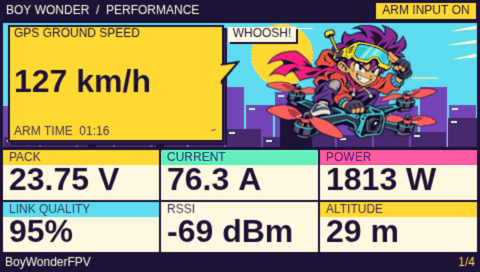 BOY WONDER / PERFORMANCE
ARM INPUT ON
GPS GROUND SPEED
WHOOSH!
127 km/h
ARM TIME 01:16
PACK
CURRENT
POWER
23.75 V
76.3 A
1813 W
LINK QUALITY
RSSI
ALTITUDE
95%
-69 dBm
29 m
BoyWonderFPV
1/4